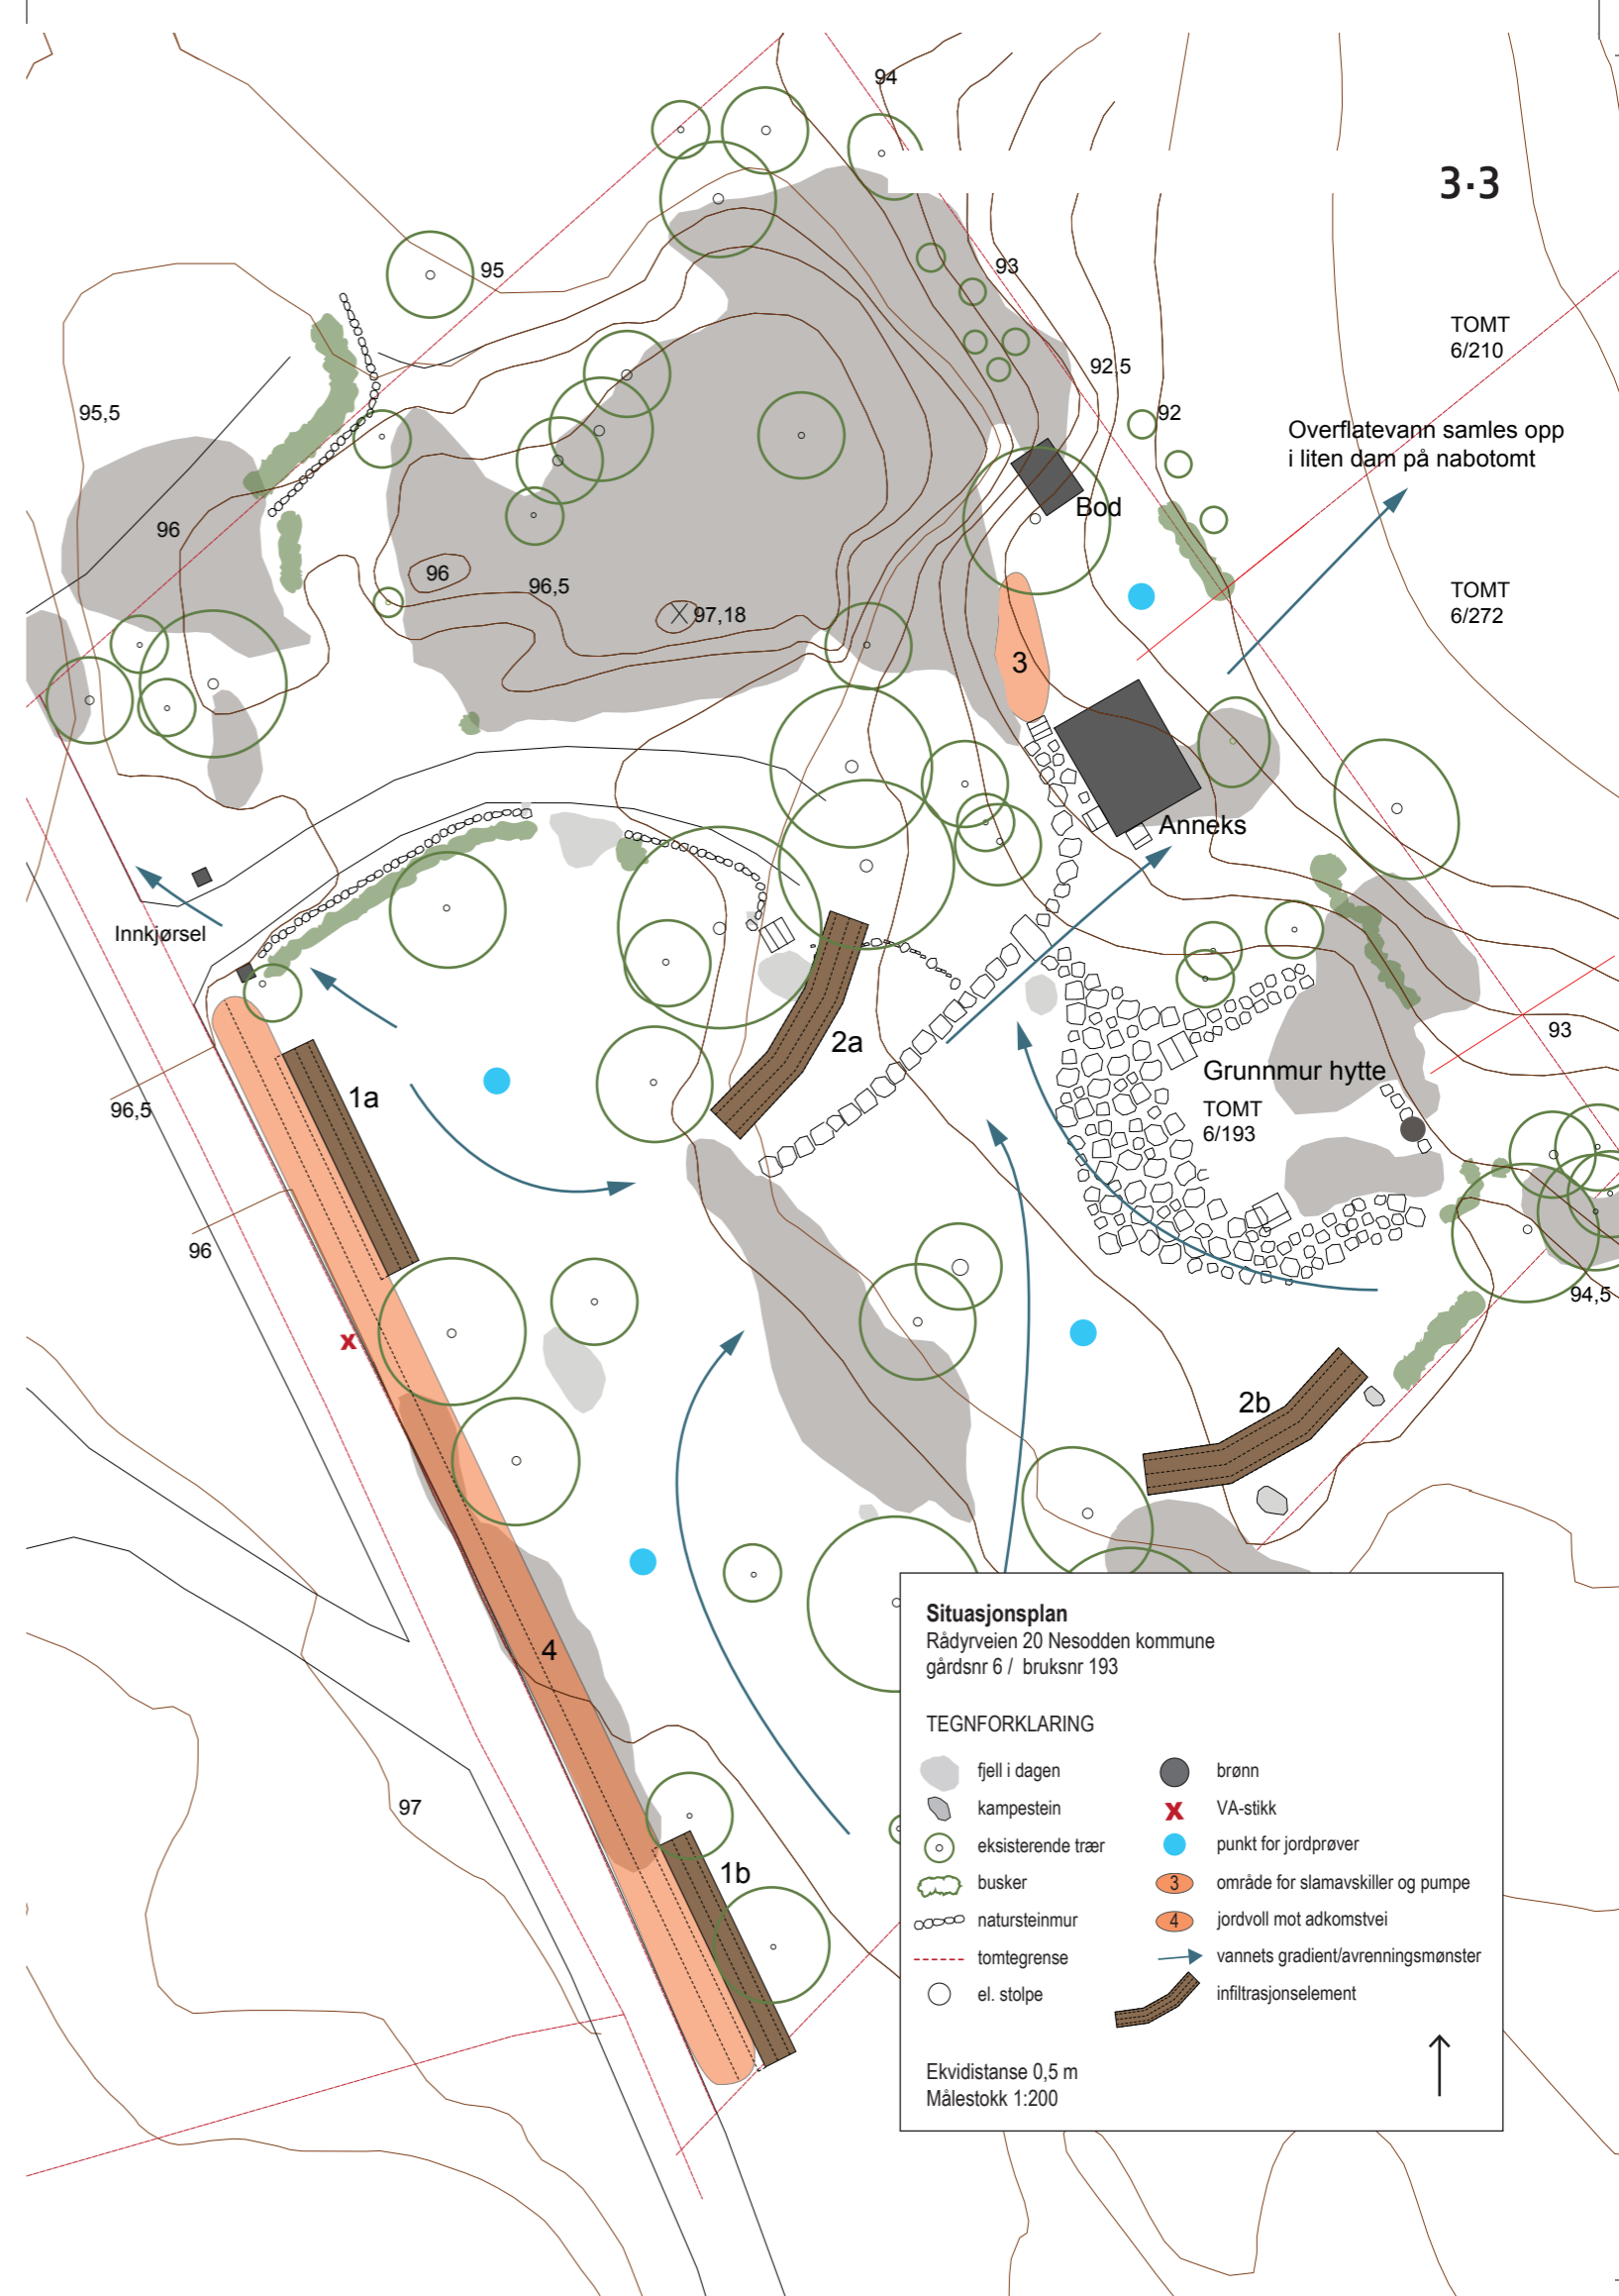 94
3.3
95
93
TOMT
6/210
92,5
95,5
92
Overflatevann samles opp
i liten dam på nabotomt
Bod
96
96
96,5
97,18
TOMT
6/272
3
Anneks
Innkjørsel
93
2a
Grunnmur hytte
TOMT
6/193
1a
96,5
96
94,5
x
2b
4
97
1b
Situasjonsplan
Rådyrveien 20 Nesodden kommune
gårdsnr 6 / bruksnr 193
TEGNFORKLARING
fjell i dagen
kampestein
eksisterende trær
busker
natursteinmur
tomtegrense
el. stolpe
brønn
x VA-stikk
punkt for jordprøver
3 område for slamavskiller og pumpe
4 jordvoll mot adkomstvei
vannets gradient/avrenningsmønster
infiltrasjonselement
Ekvidistanse 0,5 m
Målestokk 1:200